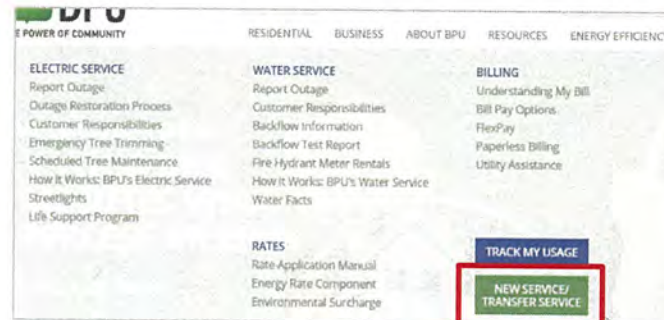 BPU
E POWER OF COMMUNITY
RESIDENTIAL BUSINESS ABOUT BPU RESOURCES ENERGY EFFICIENC
ELECTRIC SERVICE
Report Outage
Outage Restoration Process
Customer Responsibilities
Emergency Tree Trimming
Scheduled Tree Maintenance
How it Works: BPU's Electric Service
Streetlights
Life Support Program
WATER SERVICE
Report Outage
Customer Responsibilities
Backflow Information
Backflow Test Report
Fire Hydrant Meter Rentals
How it Works: BPU's Water Service
Water Facts
RATES
Rate Application Manual
Energy Rate Component
Environmental Surcharge
BILLING
Understanding My Bill
Bill Pay Options
FlexPay
Paperless Billing
Utility Assistance
TRACK MY USAGE
NEW SERVICE/
TRANSFER SERVICE